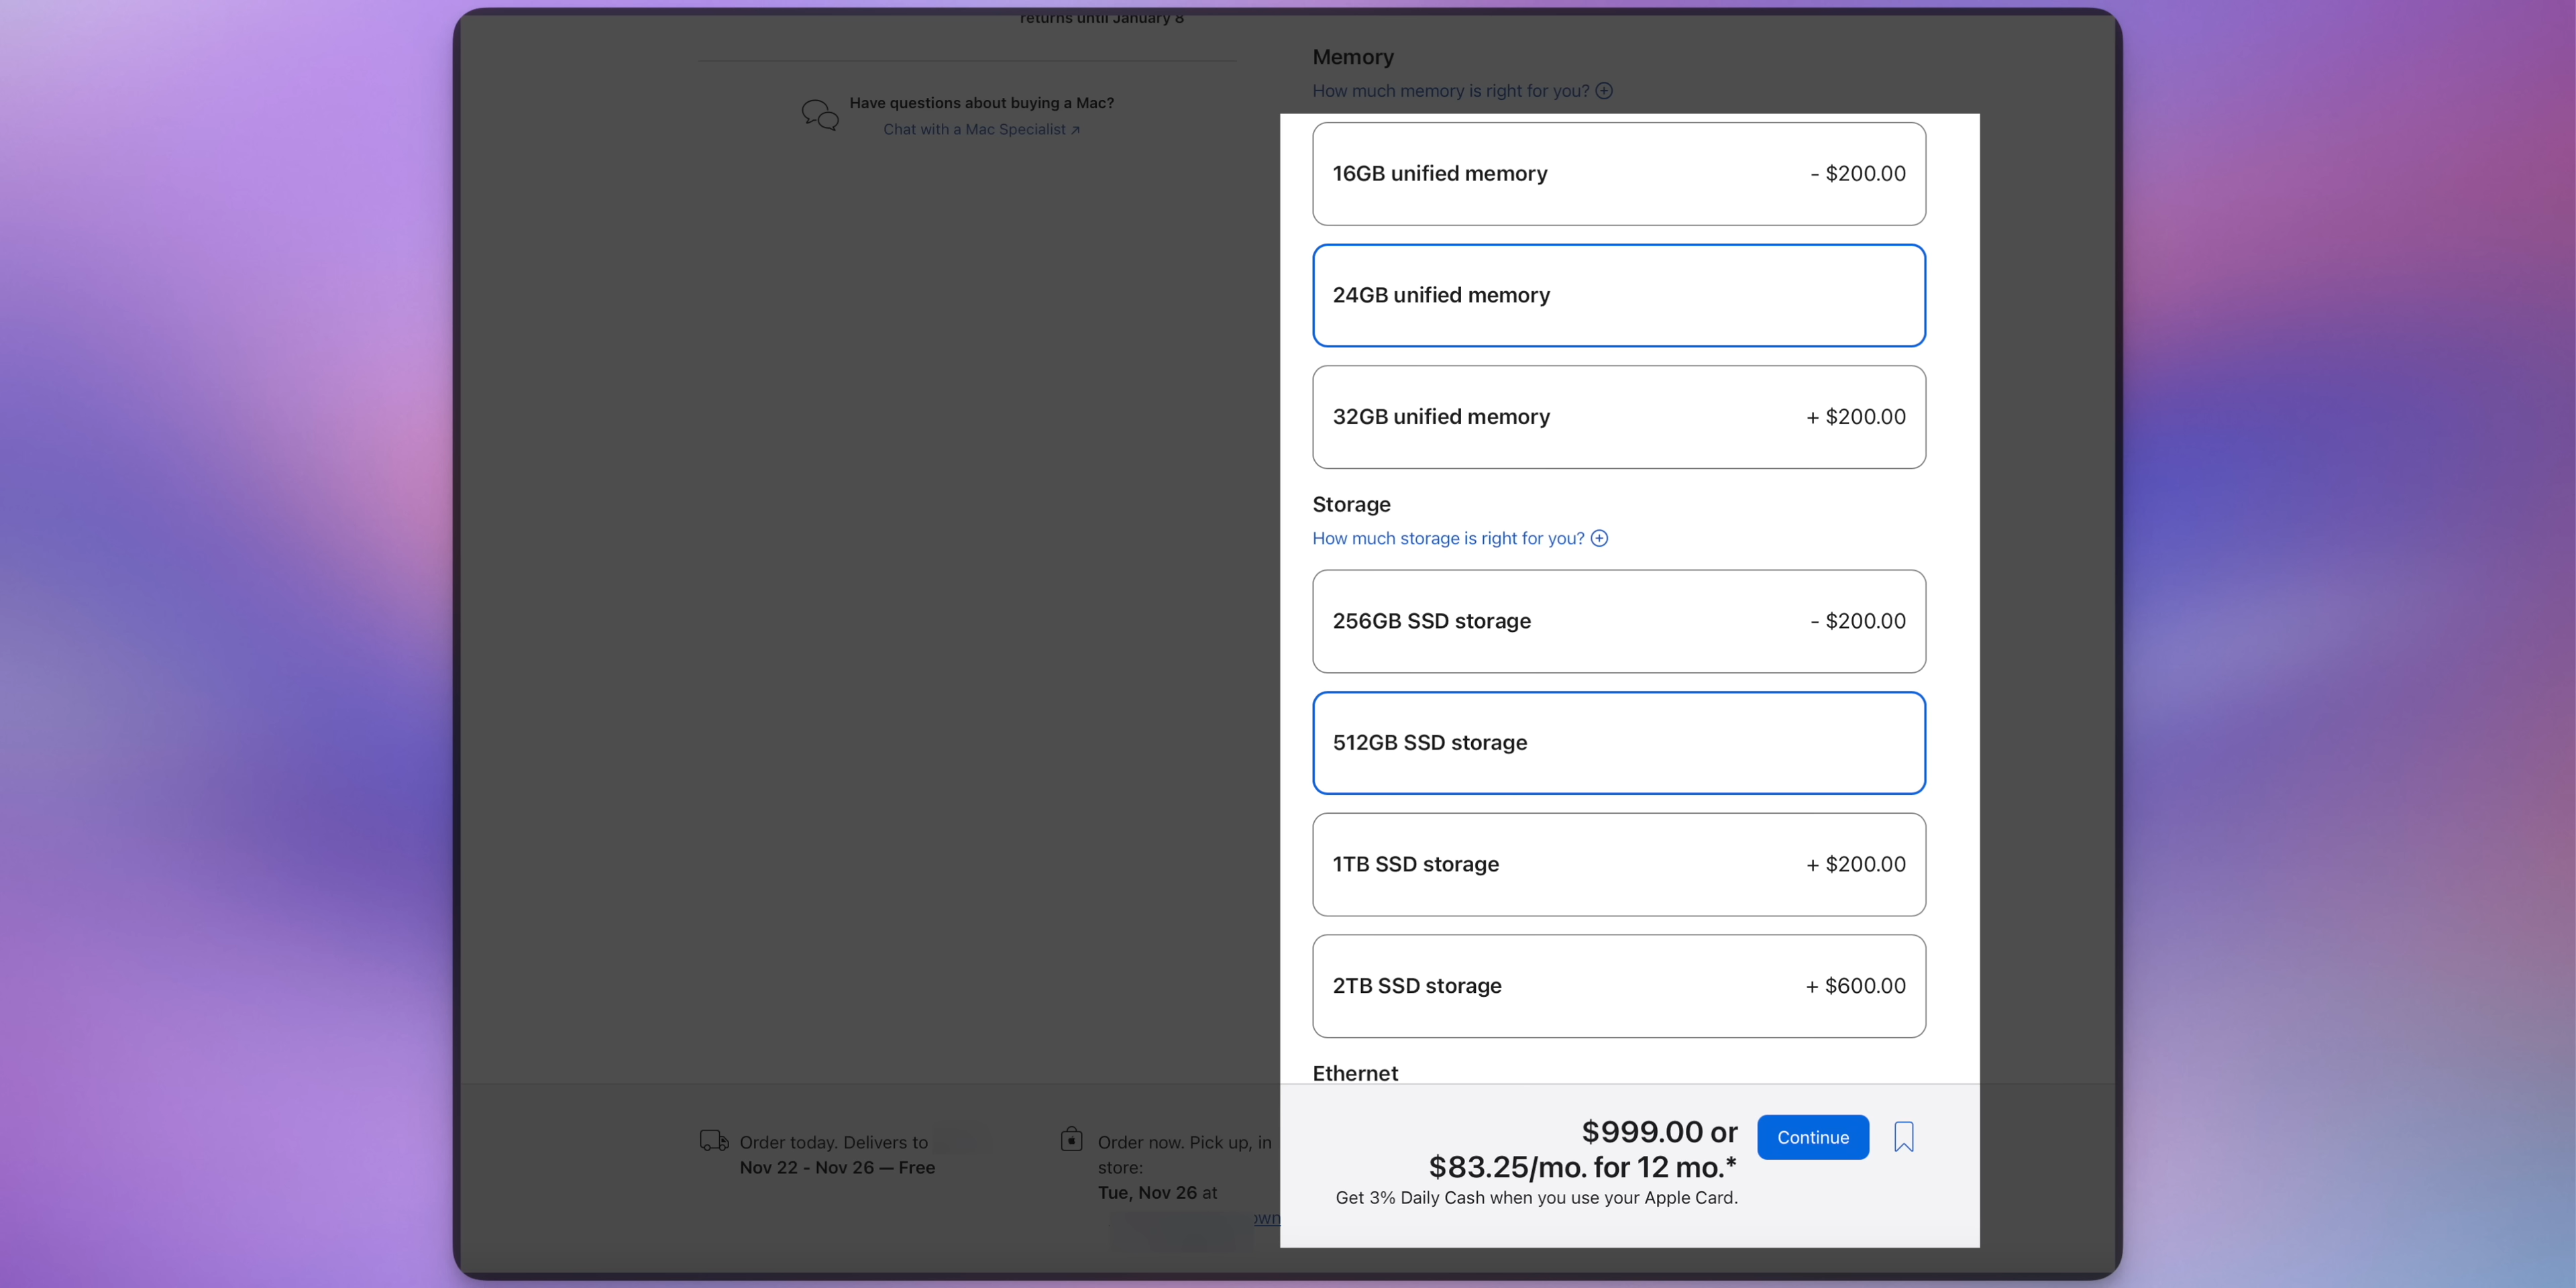 returns until January 8
Have questions about buying a Mac?
Chat with a Mac Specialist ↗
Memory
How much memory is right for you?
16GB unified memory - $200.00
24GB unified memory
32GB unified memory + $200.00
Storage
How much storage is right for you?
256GB SSD storage - $200.00
512GB SSD storage
1TB SSD storage + $200.00
2TB SSD storage + $600.00
Ethernet
Order today. Delivers to
Nov 22 - Nov 26 — Free
Order now. Pick up, in
store:
Tue, Nov 26 at
$999.00 or
$83.25/mo. for 12 mo.*
Get 3% Daily Cash when you use your Apple Card.
Continue